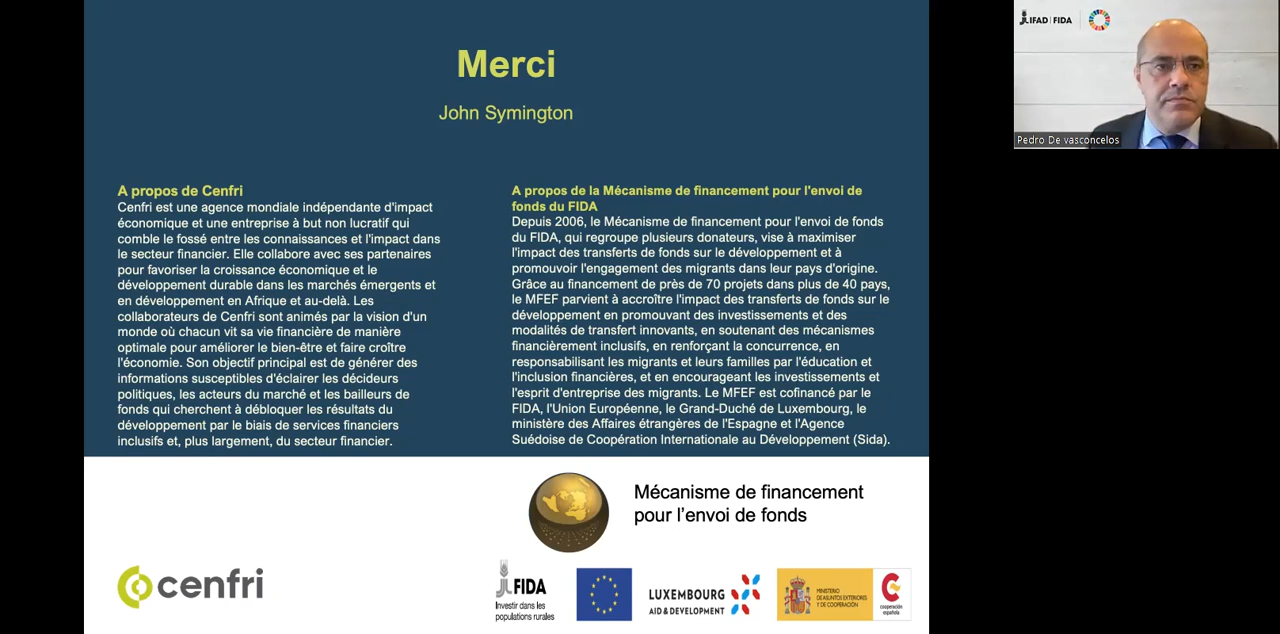 Merci
John Symington
A propos de Cenfri
Cenfri est une agence mondiale indépendante d'impact
économique et une entreprise à but non lucratif qui
comble le fossé entre les connaissances et l'impact dans
le secteur financier. Elle collabore avec ses partenaires
pour favoriser la croissance économique et le
développement durable dans les marchés émergents et
en développement en Afrique et au-delà. Les
collaborateurs de Cenfri sont animés par la vision d'un
monde où chacun vit sa vie financière de manière
optimale pour améliorer le bien-être et faire croître
l'économie. Son objectif principal est de générer des
informations susceptibles d'éclairer les décideurs
politiques, les acteurs du marché et les bailleurs de
fonds qui cherchent à débloquer les résultats du
développement par le biais de services financiers
inclusifs et, plus largement, du secteur financier.
A propos de la Mécanisme de financement pour l'envoi de
fonds du FIDA
Depuis 2006, le Mécanisme de financement pour l'envoi de fonds
du FIDA, qui regroupe plusieurs donateurs, vise à maximiser
l'impact des transferts de fonds sur le développement et à
promouvoir l'engagement des migrants dans leur pays d'origine.
Grâce au financement de près de 70 projets dans plus de 40 pays,
le MFEF parvient à accroître l'impact des transferts de fonds sur le
développement en promouvant des investissements et des
modalités de transfert innovants, en soutenant des mécanismes
financièrement inclusifs, en renforçant la concurrence, en
responsabilisant les migrants et leurs familles par l'éducation et
l'inclusion financières, et en encourageant les investissements et
l'esprit d'entreprise des migrants. Le MFEF est cofinancé par le
FIDA, l'Union Européenne, le Grand-Duché de Luxembourg, le
ministère des Affaires étrangères de l'Espagne et l'Agence
Suédoise de Coopération Internationale au Développement (Sida).
Mécanisme de financement
pour l'envoi de fonds
cenfri
FIDA
Investir dans les
populations rurales
LUXEMBOURG
AID & DEVELOPMENT
MINISTERIO
DE ASUNTOS EXTERIORES
Y DE COOPERACIÓN
cooperación
española
IFAD | FIDA
Pedro De vasconcelos